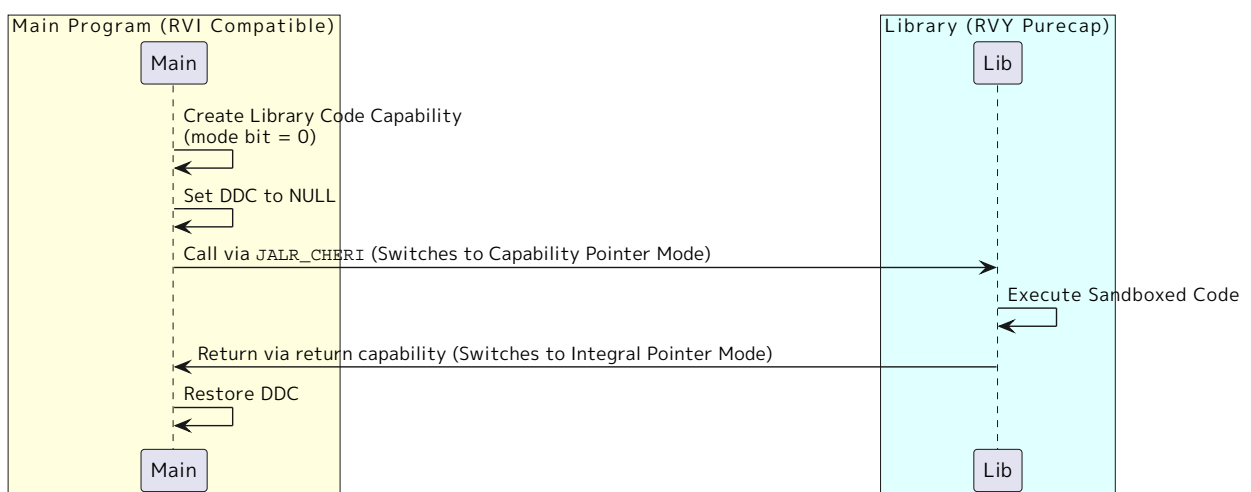 Main Program (RVI Compatible)
Library (RVY Purecap)
Main
Lib
Create Library Code Capability
(mode bit = 0)
Set DDC to NULL
Call via JALR_CHERI (Switches to Capability Pointer Mode)
Execute Sandboxed Code
Return via return capability (Switches to Integral Pointer Mode)
Restore DDC
Main
Lib